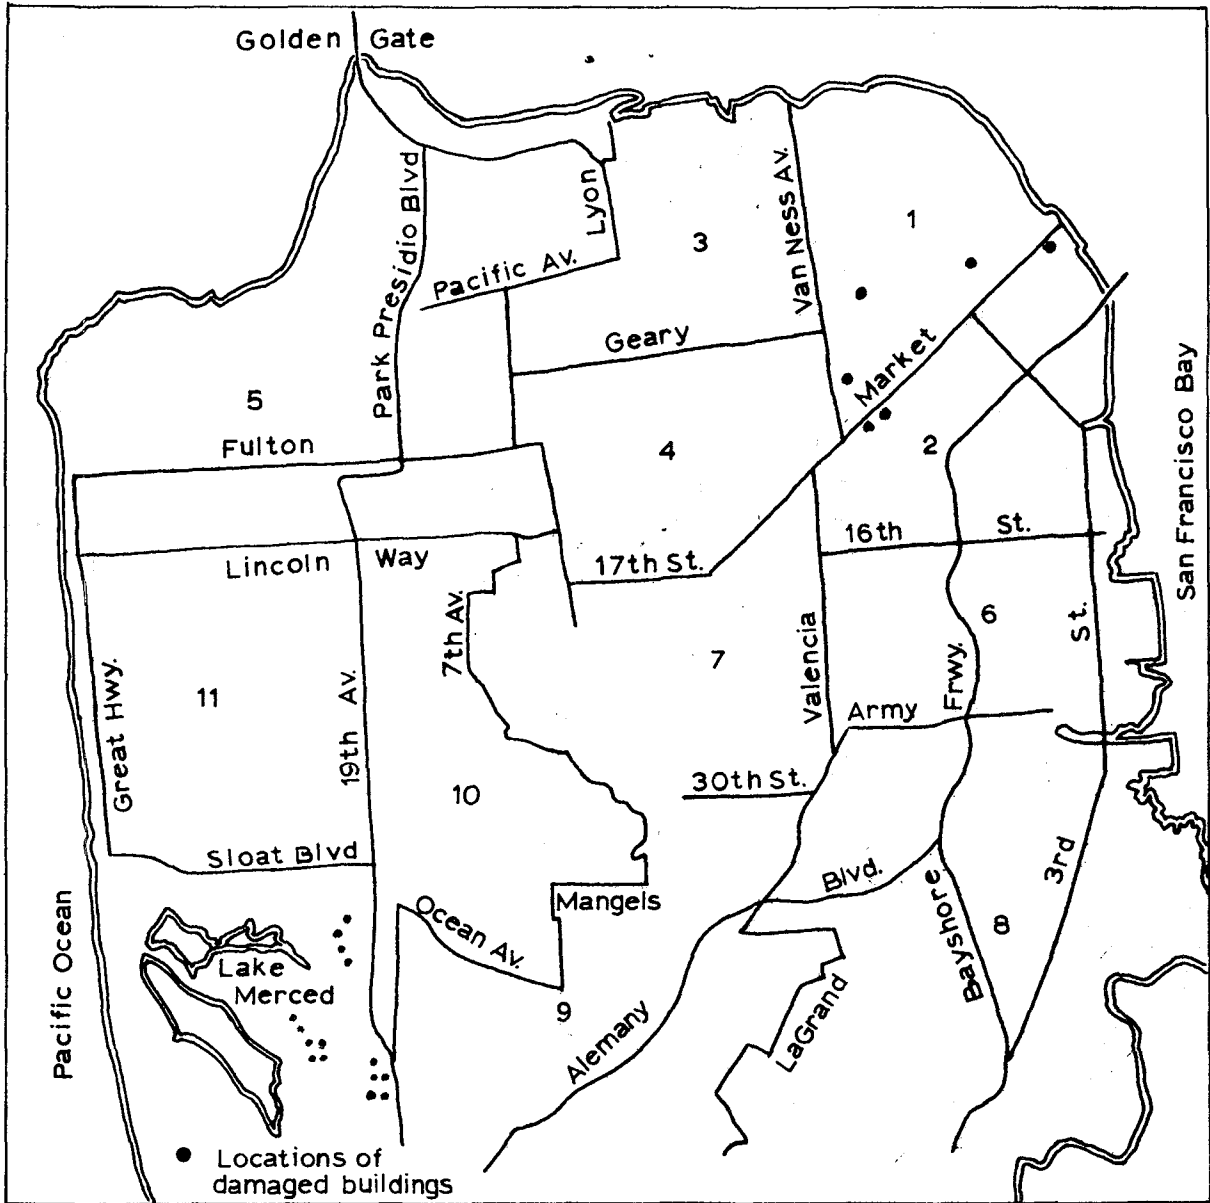 Golden Gate
Park Presidio Blvd
Lyon
Van Ness Av.
1
3
Pacific Av.
Geary
Market
San Francisco Bay
5
Fulton
4
2
16th St.
Lincoln Way
17th St.
7th Av.
6
St.
Great Hwy.
11
19th Av.
7
Valencia
Frwy.
Army
10
30th St.
Sloat Blvd
Blvd.
3rd
Mangels
Ocean Av.
Bayshore
8
Pacific Ocean
Lake
Merced
9
Alemany
LaGrand
Locations of
damaged buildings